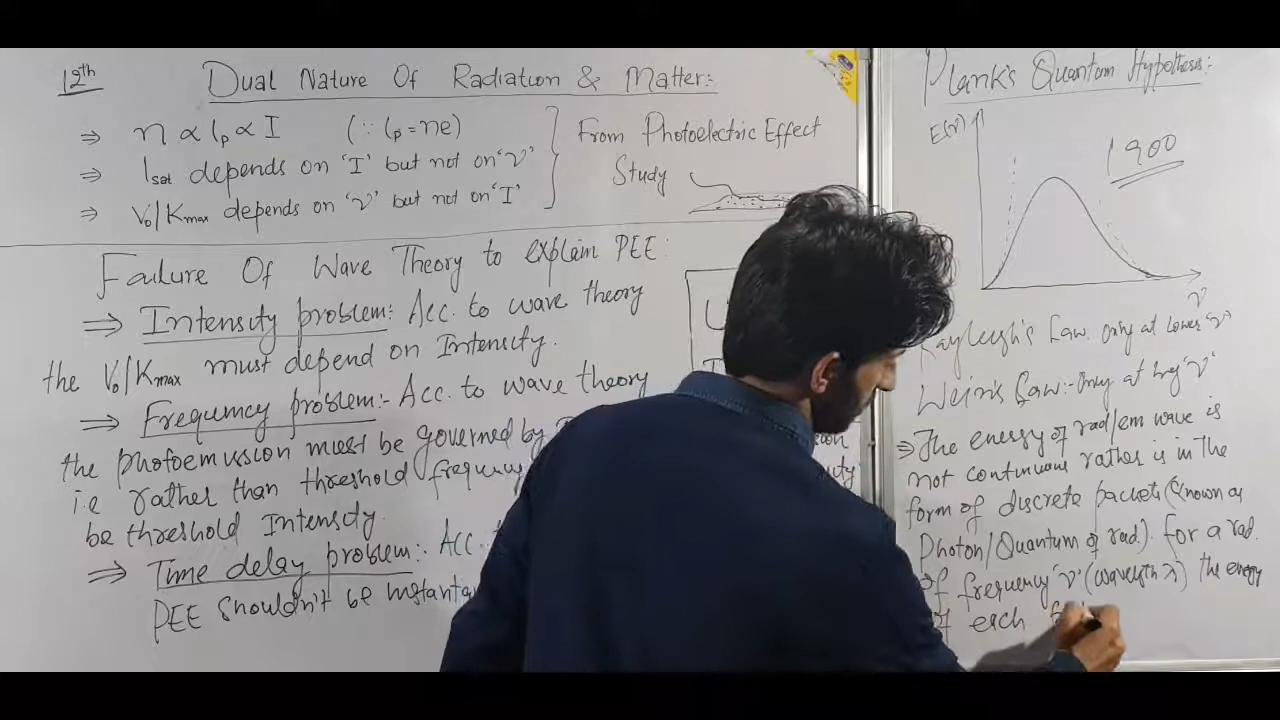 12th
Dual Nature Of Radiation & Matter:
⇒ n ∝ ip ∝ I (∵ ip = ne)
⇒ Isat depends on 'I' but not on 'ν'
⇒ V₀/Kmax depends on 'ν' but not on 'I'
From Photoelectric Effect
Study
Failure Of Wave Theory to explain PEE:
⇒ Intensity problem: Acc. to wave theory
the V₀/Kmax must depend on Intensity.
⇒ Frequency problem:- Acc. to wave theory
the photoemission must be governed by
i.e rather than threshold frequency
be threshold Intensity.
⇒ Time delay problem:- Acc.
PEE shouldn't be instanta
Plank's Quantum Hypothesis:
E(ν)
1900
ν
Rayleigh's Law: only at lower 'ν'
Wein's Law:- only at high 'ν'
⇒ The energy of rad/em wave is
not continuous rather is in the
form of discrete packets (Known as
Photon/Quantum of rad.). For a rad.
of frequency 'ν' (wavelength λ) the energy
of each